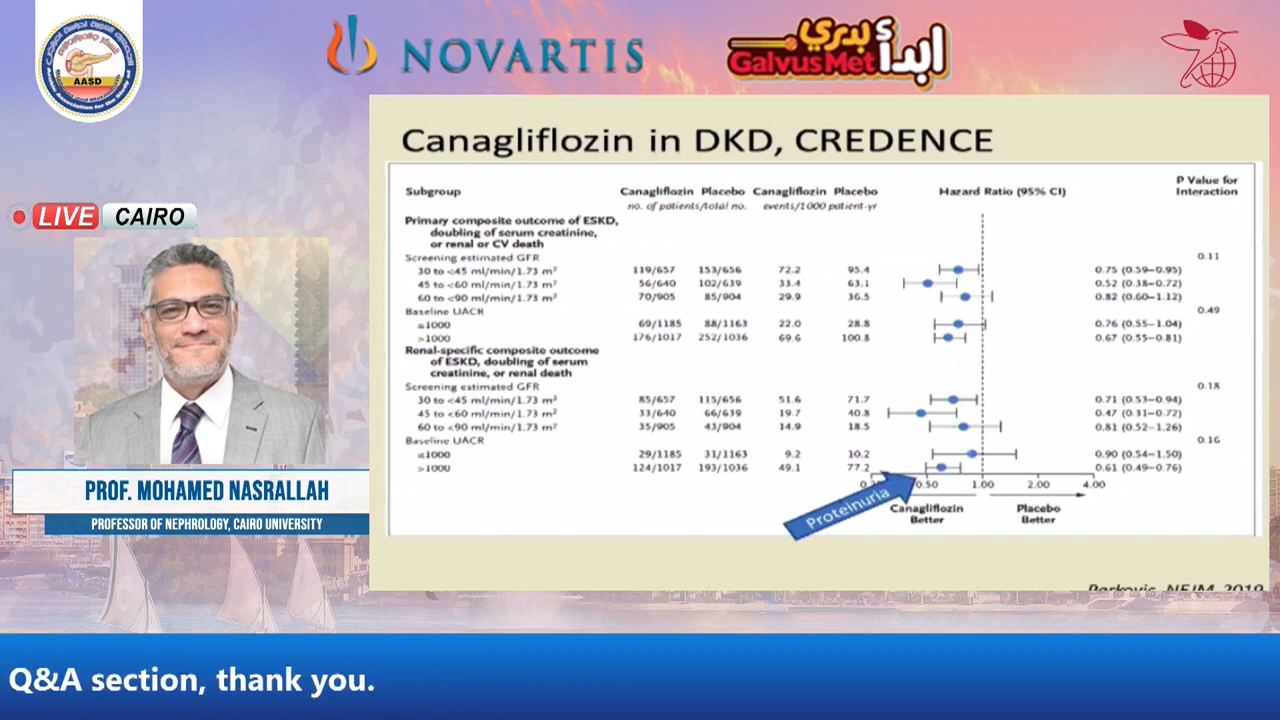 AASD
NOVARTIS
ابدأ بدري
GalvusMet
LIVE
CAIRO
PROF. MOHAMED NASRALLAH
PROFESSOR OF NEPHROLOGY, CAIRO UNIVERSITY
Canagliflozin in DKD, CREDENCE
Subgroup Canagliflozin Placebo Canagliflozin Placebo Hazard Ratio (95% CI) P Value for Interaction
no. of patients/total no. events/1000 patient-yr
Primary composite outcome of ESKD,
doubling of serum creatinine,
or renal or CV death
Screening estimated GFR 0.11
30 to <45 ml/min/1.73 m² 119/657 153/656 72.2 95.4 0.75 (0.59–0.95)
45 to <60 ml/min/1.73 m² 56/640 102/639 33.4 63.1 0.52 (0.38–0.72)
60 to <90 ml/min/1.73 m² 70/905 85/904 29.9 36.5 0.82 (0.60–1.12)
Baseline UACR 0.49
≤1000 69/1185 88/1163 22.0 28.8 0.76 (0.55–1.04)
>1000 176/1017 252/1036 69.6 100.8 0.67 (0.55–0.81)
Renal-specific composite outcome
of ESKD, doubling of serum
creatinine, or renal death
Screening estimated GFR 0.18
30 to <45 ml/min/1.73 m² 85/657 115/656 51.6 71.7 0.71 (0.53–0.94)
45 to <60 ml/min/1.73 m² 33/640 66/639 19.7 40.8 0.47 (0.31–0.72)
60 to <90 ml/min/1.73 m² 35/905 43/904 14.9 18.5 0.81 (0.52–1.26)
Baseline UACR 0.16
≤1000 29/1185 31/1163 9.2 10.2 0.90 (0.54–1.50)
>1000 124/1017 193/1036 49.1 77.2 0.61 (0.49–0.76)
0.50 1.00 2.00 4.00
Proteinuria
Canagliflozin Better
Placebo Better
Perkovic, NEJM 2019
Q&A section, thank you.